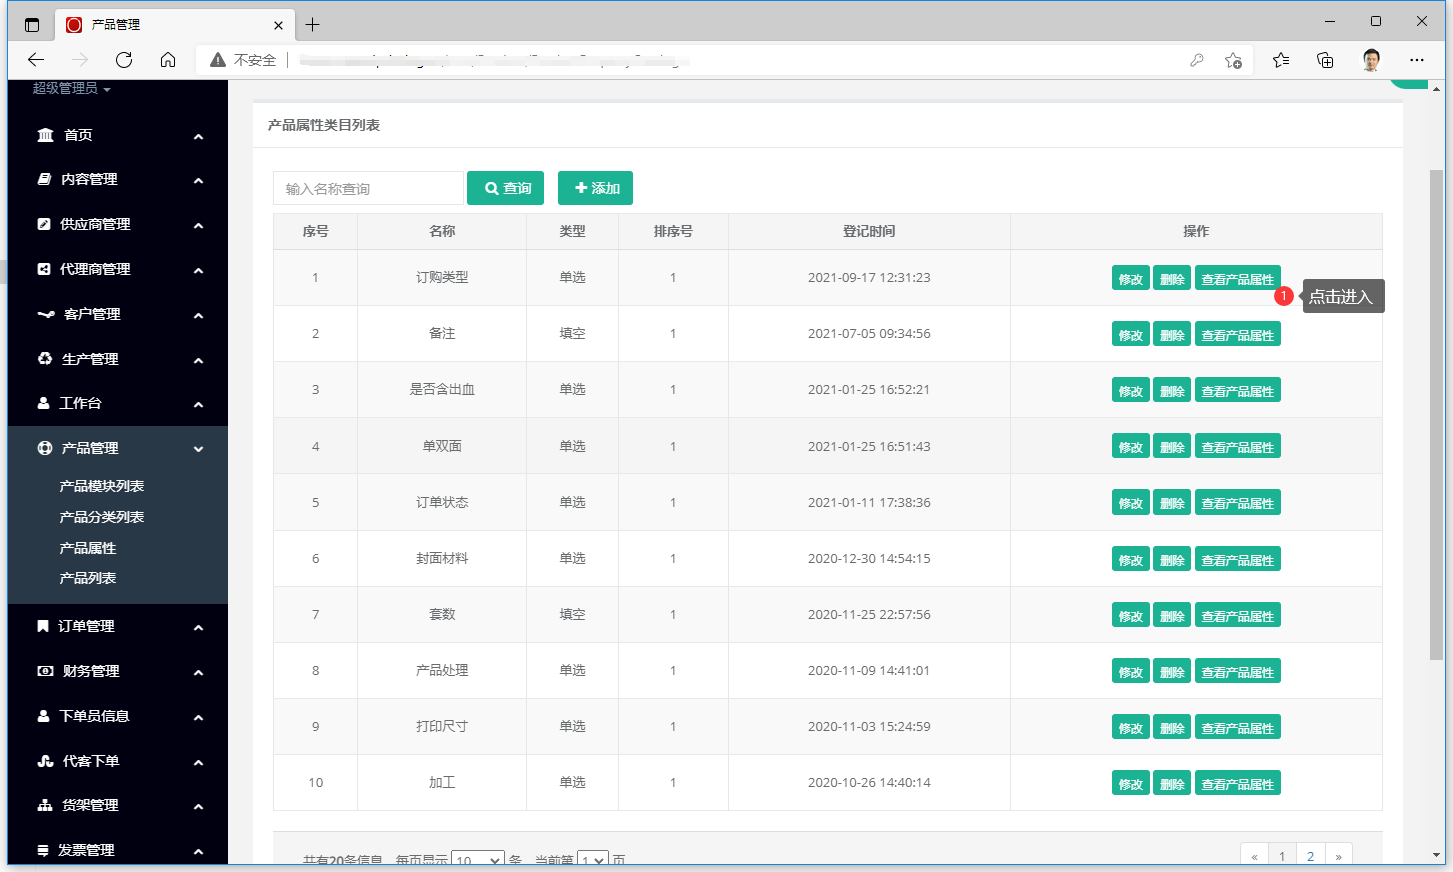 产品管理
不安全
超级管理员
首页
内容管理
供应商管理
代理商管理
客户管理
生产管理
工作台
产品管理
产品模块列表
产品分类列表
产品属性
产品列表
订单管理
财务管理
下单员信息
代客下单
货架管理
发票管理
产品属性类目列表
输入名称查询 查询 添加
序号 名称 类型 排序号 登记时间 操作
1 订购类型 单选 1 2021-09-17 12:31:23 修改 删除 查看产品属性
1 点击进入
2 备注 填空 1 2021-07-05 09:34:56 修改 删除 查看产品属性
3 是否含出血 单选 1 2021-01-25 16:52:21 修改 删除 查看产品属性
4 单双面 单选 1 2021-01-25 16:51:43 修改 删除 查看产品属性
5 订单状态 单选 1 2021-01-11 17:38:36 修改 删除 查看产品属性
6 封面材料 单选 1 2020-12-30 14:54:15 修改 删除 查看产品属性
7 套数 填空 1 2020-11-25 22:57:56 修改 删除 查看产品属性
8 产品处理 单选 1 2020-11-09 14:41:01 修改 删除 查看产品属性
9 打印尺寸 单选 1 2020-11-03 15:24:59 修改 删除 查看产品属性
10 加工 单选 1 2020-10-26 14:40:14 修改 删除 查看产品属性
共有20条信息 每页显示 10 条 当前第 1 页 « 1 2 »